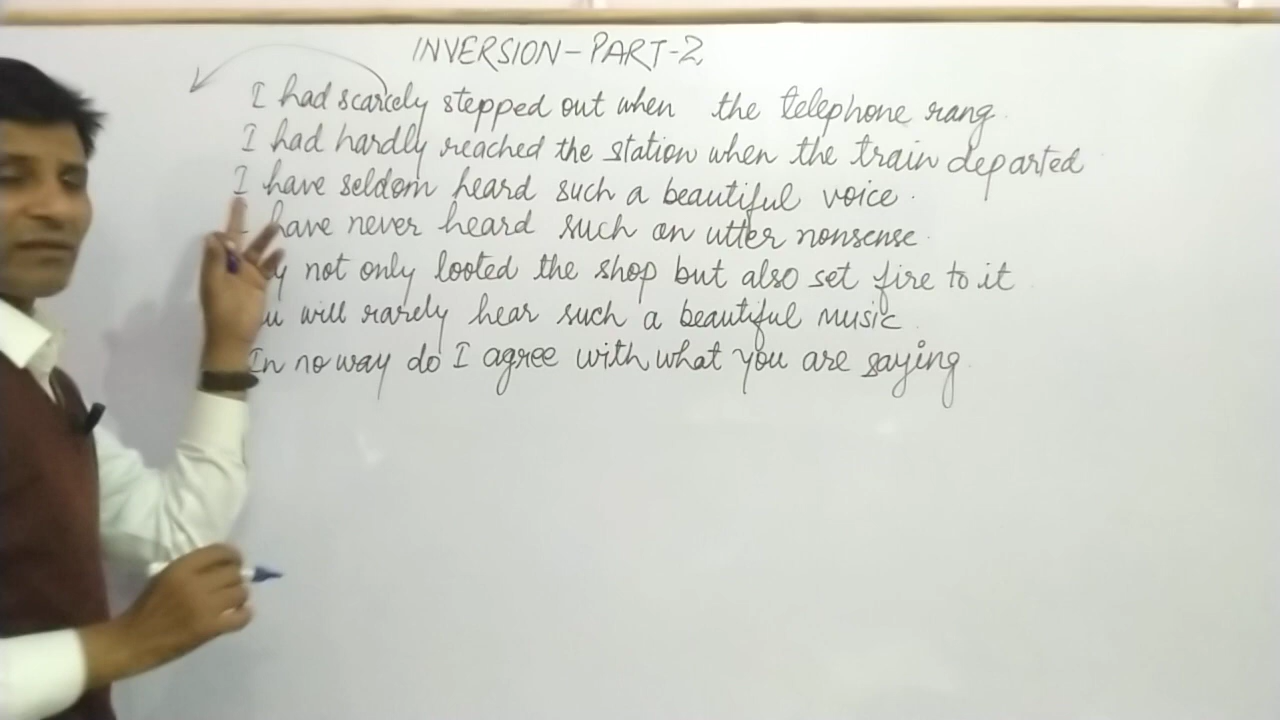 INVERSION-PART-2
I had scarcely stepped out when the telephone rang.
I had hardly reached the station when the train departed
I have seldom heard such a beautiful voice.
I have never heard such an utter nonsense.
not only looted the shop but also set fire to it
will rarely hear such a beautiful music.
In no way do I agree with what you are saying.